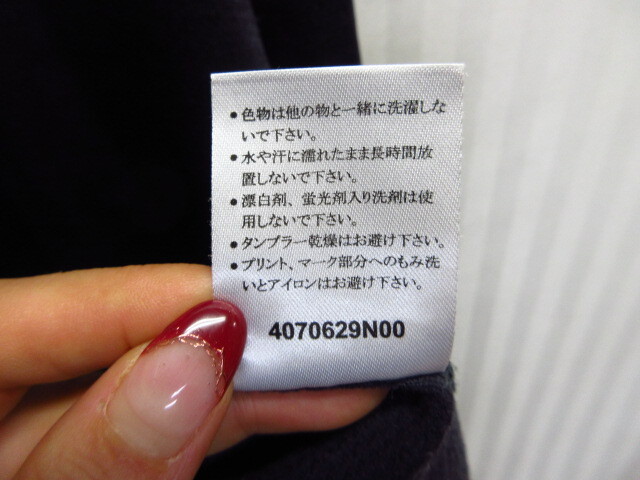 ●色物は他の物と一緒に洗濯しな
いで下さい。
●水や汗に濡れたまま長時間放
置しないで下さい。
●漂白剤、蛍光剤入り洗剤は使
用しないで下さい。
●タンブラー乾燥はお避け下さい。
●プリント、マーク部分へのもみ洗
いとアイロンはお避け下さい。
4070629N00